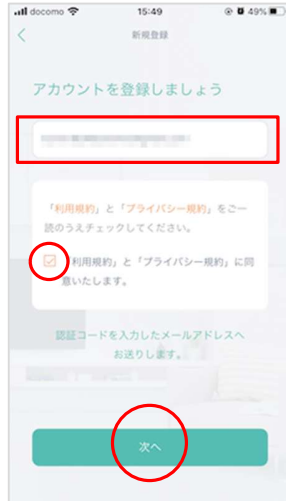 docomo 15:49 49%
新規登録
アカウントを登録しましょう
「利用規約」と「プライバシー規約」をご一
読のうえチェックしてください。
「利用規約」と「プライバシー規約」に同
意いたします。
認証コードを入力したメールアドレスへ
お送りします。
次へ